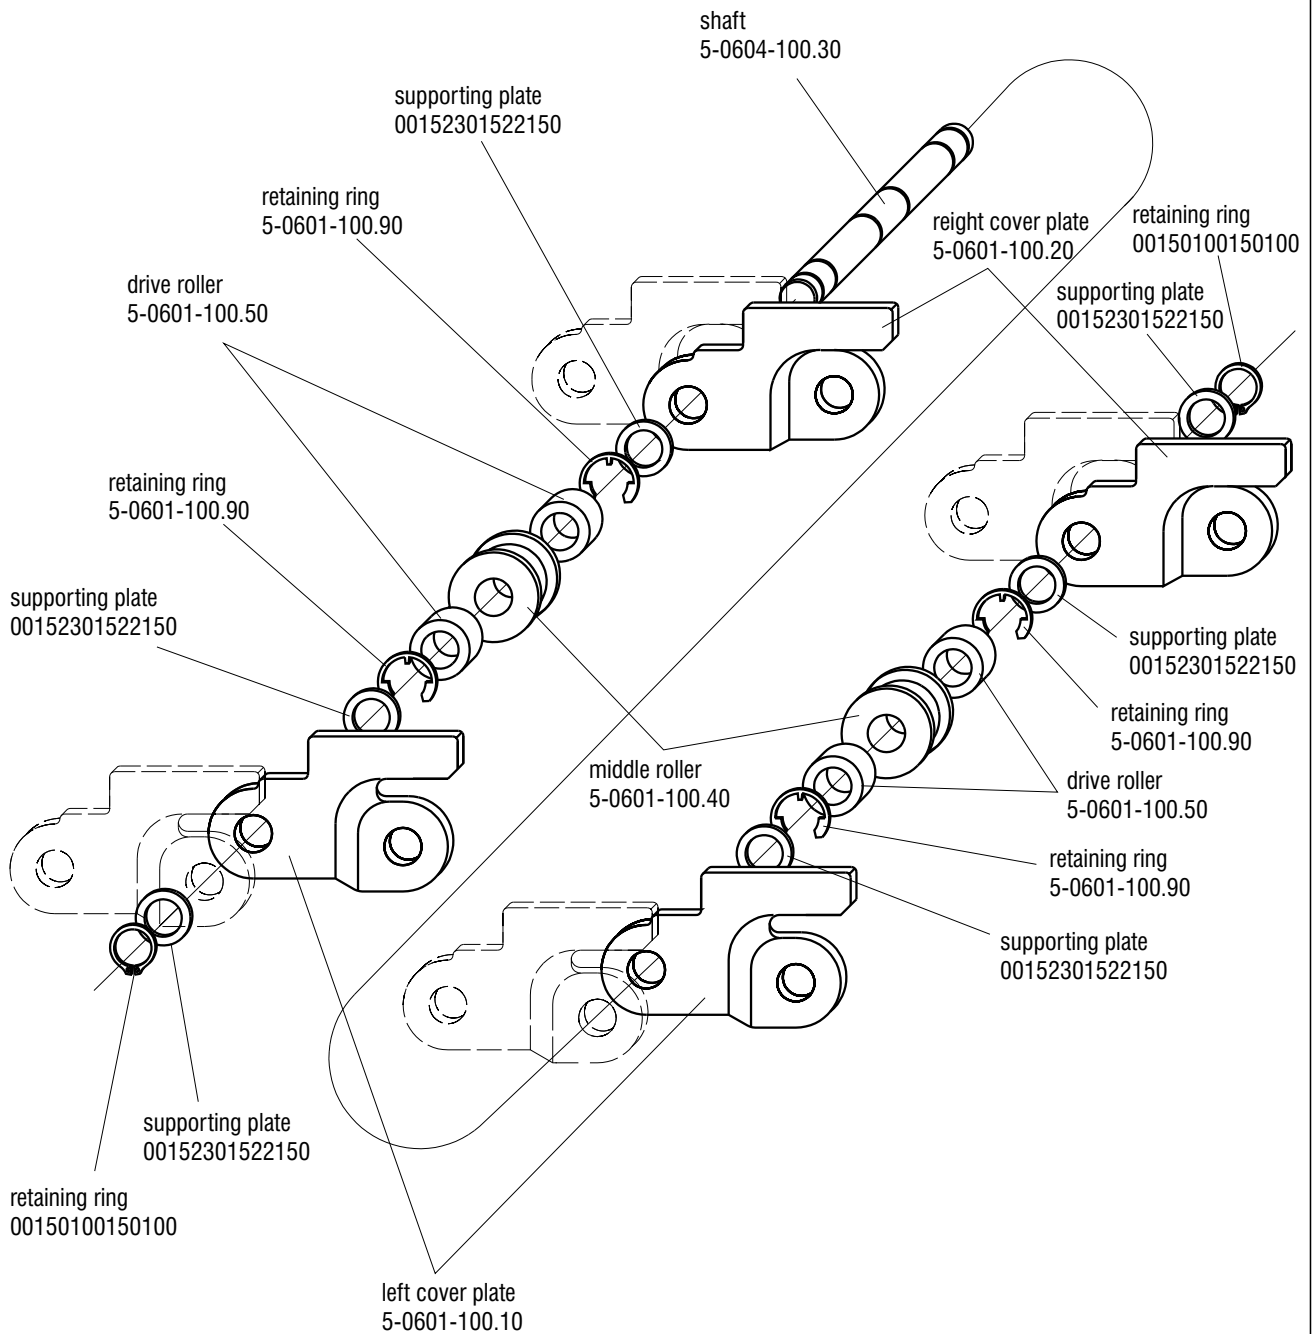 shaft
5-0604-100.30
supporting plate
00152301522150
retaining ring
5-0601-100.90
reight cover plate
5-0601-100.20
retaining ring
00150100150100
drive roller
5-0601-100.50
supporting plate
00152301522150
retaining ring
5-0601-100.90
supporting plate
00152301522150
supporting plate
00152301522150
retaining ring
5-0601-100.90
middle roller
5-0601-100.40
drive roller
5-0601-100.50
retaining ring
5-0601-100.90
supporting plate
00152301522150
supporting plate
00152301522150
retaining ring
00150100150100
left cover plate
5-0601-100.10